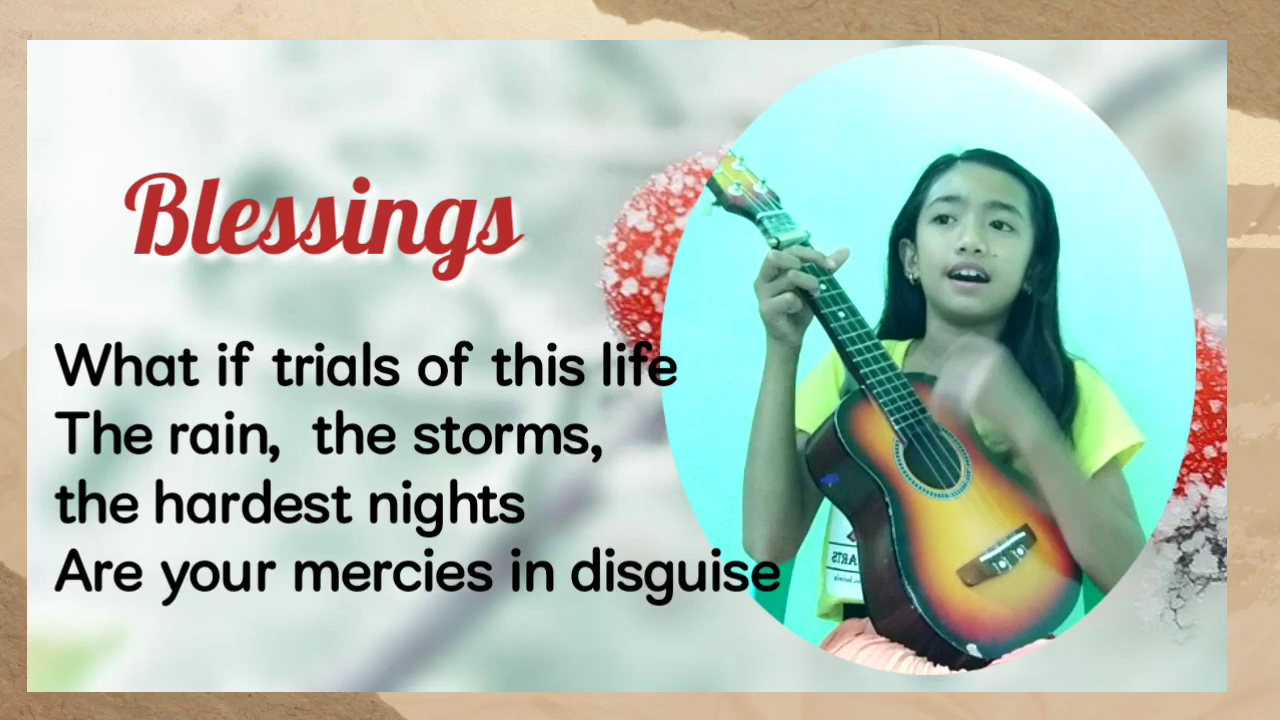 Blessings
What if trials of this life
The rain, the storms,
the hardest nights
Are your mercies in disguise
ARTS